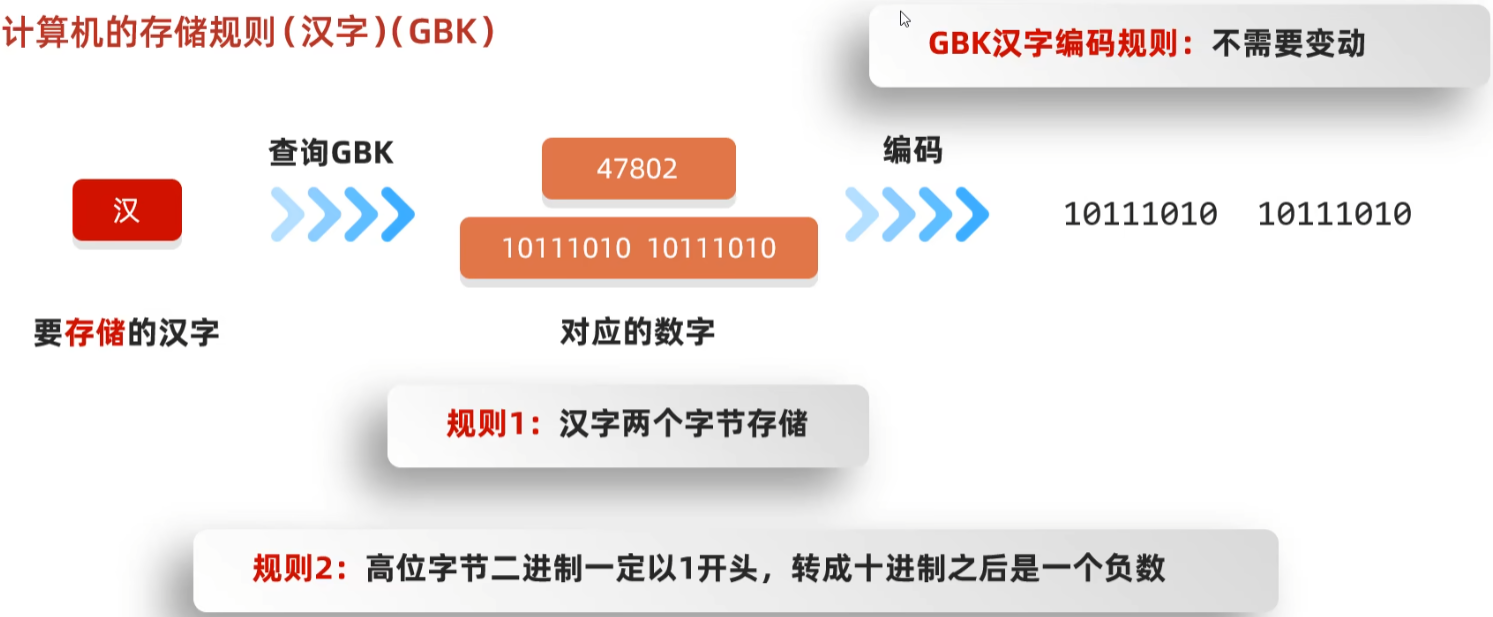 计算机的存储规则(汉字)(GBK)
GBK汉字编码规则：不需要变动
查询GBK
47802
编码
汉
10111010 10111010
10111010 10111010
要存储的汉字
对应的数字
规则1：汉字两个字节存储
规则2：高位字节二进制一定以1开头，转成十进制之后是一个负数